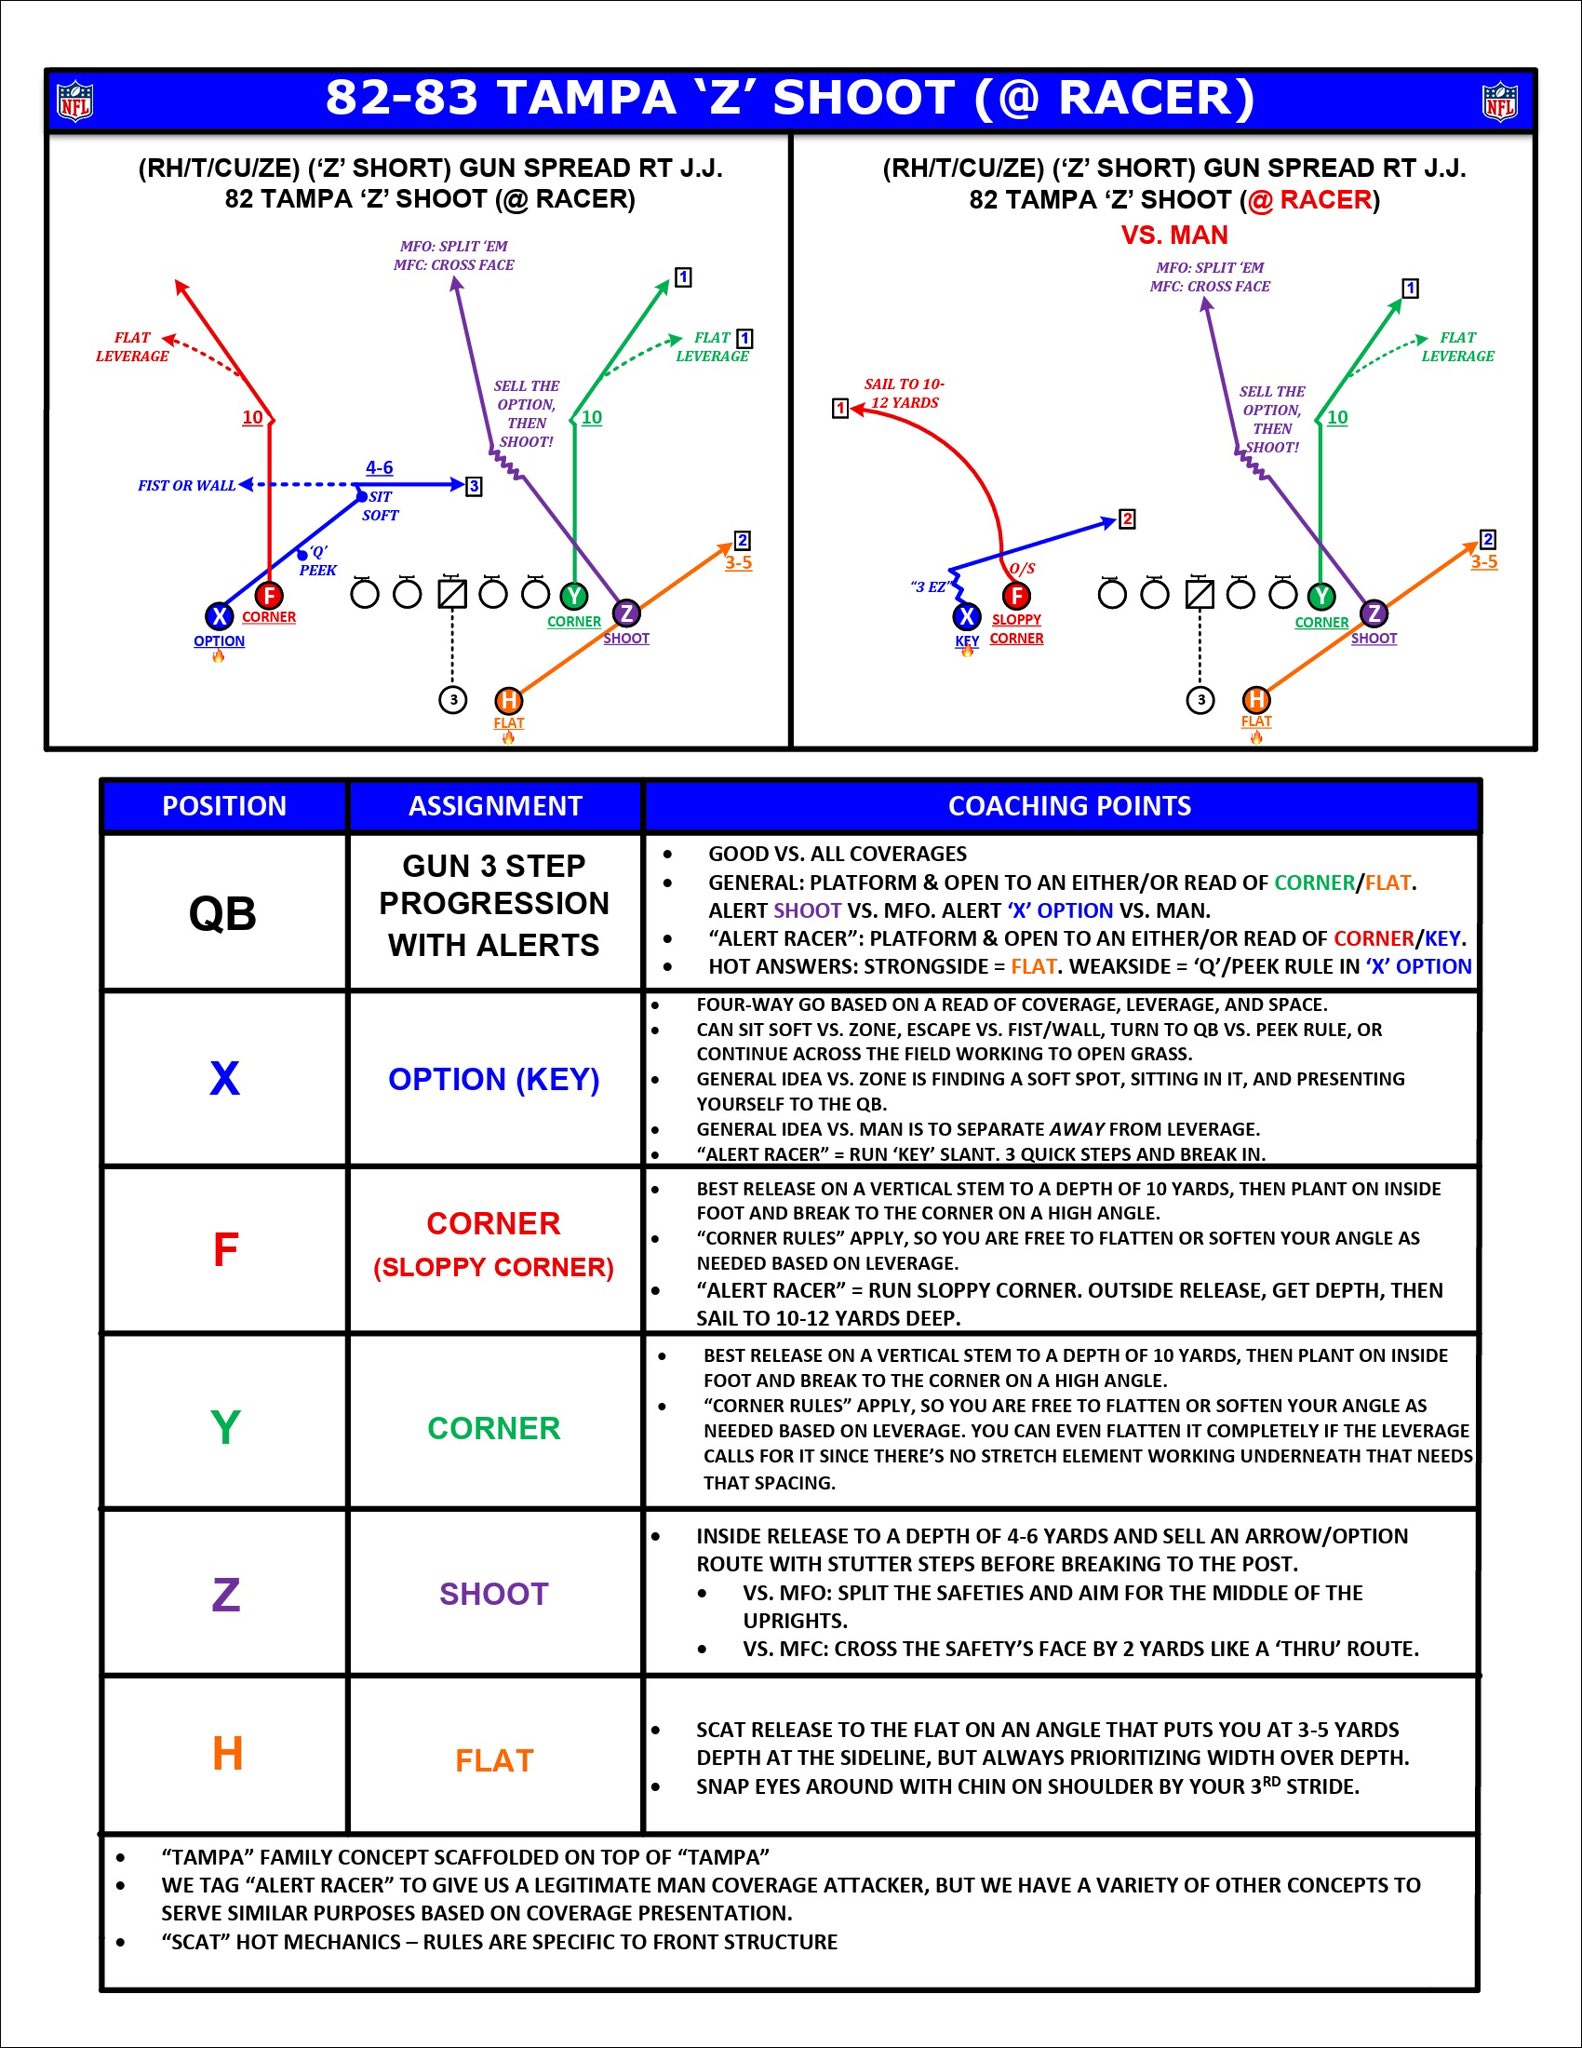 82-83 TAMPA ‘Z’ SHOOT (@ RACER)
NFL
NFL
(RH/T/CU/ZE) (‘Z’ SHORT) GUN SPREAD RT J.J.
82 TAMPA ‘Z’ SHOOT (@ RACER)
MFO: SPLIT ‘EM
MFC: CROSS FACE
1
FLAT
LEVERAGE
FLAT 1
LEVERAGE
SELL THE
OPTION,
THEN
SHOOT!
10
10
4-6
FIST OR WALL
3
SIT
SOFT
‘Q’
PEEK
2
3-5
F
CORNER
X
OPTION
Y
CORNER
Z
SHOOT
3
H
FLAT
(RH/T/CU/ZE) (‘Z’ SHORT) GUN SPREAD RT J.J.
82 TAMPA ‘Z’ SHOOT (@ RACER)
VS. MAN
MFO: SPLIT ‘EM
MFC: CROSS FACE
1
FLAT
LEVERAGE
SAIL TO 10-
12 YARDS
1
SELL THE
OPTION,
THEN
SHOOT!
10
2
2
3-5
O/S
“3 EZ”
X
KEY
F
SLOPPY
CORNER
Y
CORNER
Z
SHOOT
3
H
FLAT
POSITION
ASSIGNMENT
COACHING POINTS
QB
GUN 3 STEP
PROGRESSION
WITH ALERTS
• GOOD VS. ALL COVERAGES
• GENERAL: PLATFORM & OPEN TO AN EITHER/OR READ OF CORNER/FLAT.
ALERT SHOOT VS. MFO. ALERT ‘X’ OPTION VS. MAN.
• “ALERT RACER”: PLATFORM & OPEN TO AN EITHER/OR READ OF CORNER/KEY.
• HOT ANSWERS: STRONGSIDE = FLAT. WEAKSIDE = ‘Q’/PEEK RULE IN ‘X’ OPTION
X
OPTION (KEY)
• FOUR-WAY GO BASED ON A READ OF COVERAGE, LEVERAGE, AND SPACE.
• CAN SIT SOFT VS. ZONE, ESCAPE VS. FIST/WALL, TURN TO QB VS. PEEK RULE, OR
CONTINUE ACROSS THE FIELD WORKING TO OPEN GRASS.
• GENERAL IDEA VS. ZONE IS FINDING A SOFT SPOT, SITTING IN IT, AND PRESENTING
YOURSELF TO THE QB.
• GENERAL IDEA VS. MAN IS TO SEPARATE AWAY FROM LEVERAGE.
• “ALERT RACER” = RUN ‘KEY’ SLANT. 3 QUICK STEPS AND BREAK IN.
F
CORNER
(SLOPPY CORNER)
• BEST RELEASE ON A VERTICAL STEM TO A DEPTH OF 10 YARDS, THEN PLANT ON INSIDE
FOOT AND BREAK TO THE CORNER ON A HIGH ANGLE.
• “CORNER RULES” APPLY, SO YOU ARE FREE TO FLATTEN OR SOFTEN YOUR ANGLE AS
NEEDED BASED ON LEVERAGE.
• “ALERT RACER” = RUN SLOPPY CORNER. OUTSIDE RELEASE, GET DEPTH, THEN
SAIL TO 10-12 YARDS DEEP.
Y
CORNER
• BEST RELEASE ON A VERTICAL STEM TO A DEPTH OF 10 YARDS, THEN PLANT ON INSIDE
FOOT AND BREAK TO THE CORNER ON A HIGH ANGLE.
• “CORNER RULES” APPLY, SO YOU ARE FREE TO FLATTEN OR SOFTEN YOUR ANGLE AS
NEEDED BASED ON LEVERAGE. YOU CAN EVEN FLATTEN IT COMPLETELY IF THE LEVERAGE
CALLS FOR IT SINCE THERE’S NO STRETCH ELEMENT WORKING UNDERNEATH THAT NEEDS
THAT SPACING.
Z
SHOOT
• INSIDE RELEASE TO A DEPTH OF 4-6 YARDS AND SELL AN ARROW/OPTION
ROUTE WITH STUTTER STEPS BEFORE BREAKING TO THE POST.
• VS. MFO: SPLIT THE SAFETIES AND AIM FOR THE MIDDLE OF THE
UPRIGHTS.
• VS. MFC: CROSS THE SAFETY’S FACE BY 2 YARDS LIKE A ‘THRU’ ROUTE.
H
FLAT
• SCAT RELEASE TO THE FLAT ON AN ANGLE THAT PUTS YOU AT 3-5 YARDS
DEPTH AT THE SIDELINE, BUT ALWAYS PRIORITIZING WIDTH OVER DEPTH.
• SNAP EYES AROUND WITH CHIN ON SHOULDER BY YOUR 3RD STRIDE.
• “TAMPA” FAMILY CONCEPT SCAFFOLDED ON TOP OF “TAMPA”
• WE TAG “ALERT RACER” TO GIVE US A LEGITIMATE MAN COVERAGE ATTACKER, BUT WE HAVE A VARIETY OF OTHER CONCEPTS TO
SERVE SIMILAR PURPOSES BASED ON COVERAGE PRESENTATION.
• “SCAT” HOT MECHANICS – RULES ARE SPECIFIC TO FRONT STRUCTURE